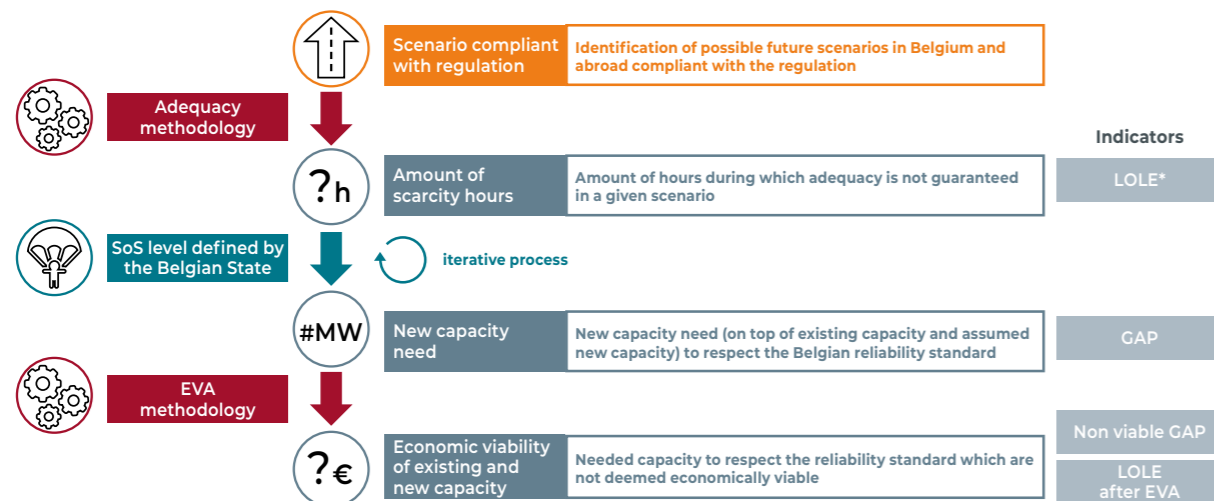 Scenario compliant
with regulation
Identification of possible future scenarios in Belgium and
abroad compliant with the regulation
Adequacy
methodology
Indicators
?h
Amount of
scarcity hours
Amount of hours during which adequacy is not guaranteed
in a given scenario
LOLE*
SoS level defined by
the Belgian State
iterative process
#MW
New capacity
need
New capacity need (on top of existing capacity and assumed
new capacity) to respect the Belgian reliability standard
GAP
EVA
methodology
?€
Economic viability
of existing and
new capacity
Needed capacity to respect the reliability standard which are
not deemed economically viable
Non viable GAP
LOLE
after EVA